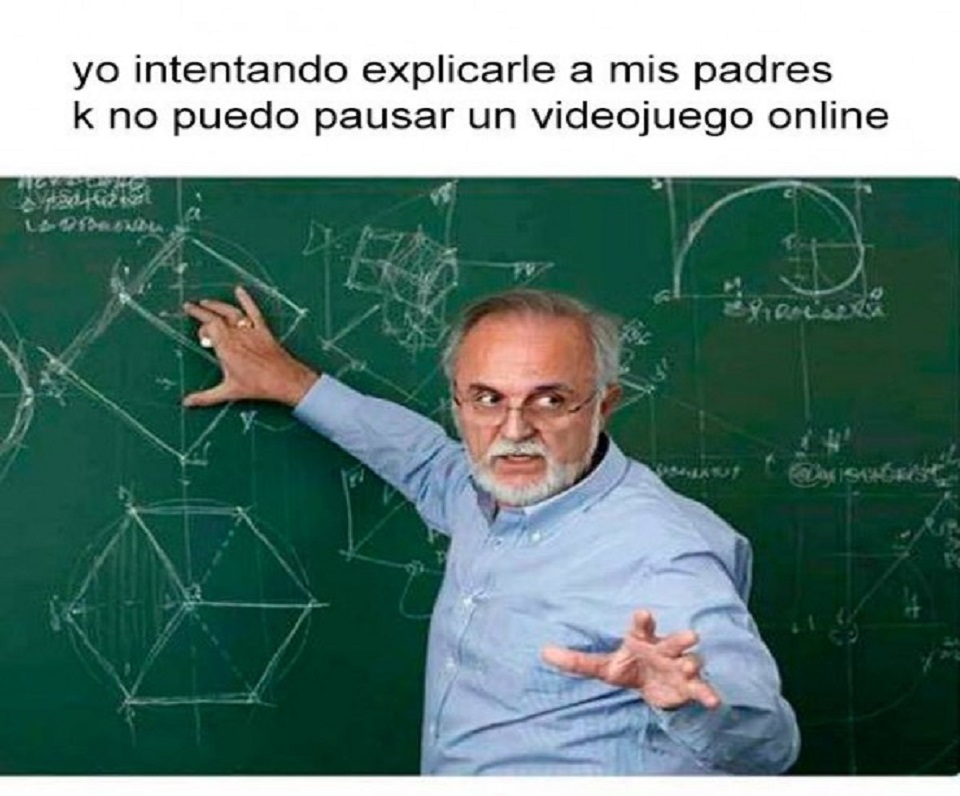 yo intentando explicarle a mis padres
k no puedo pausar un videojuego online